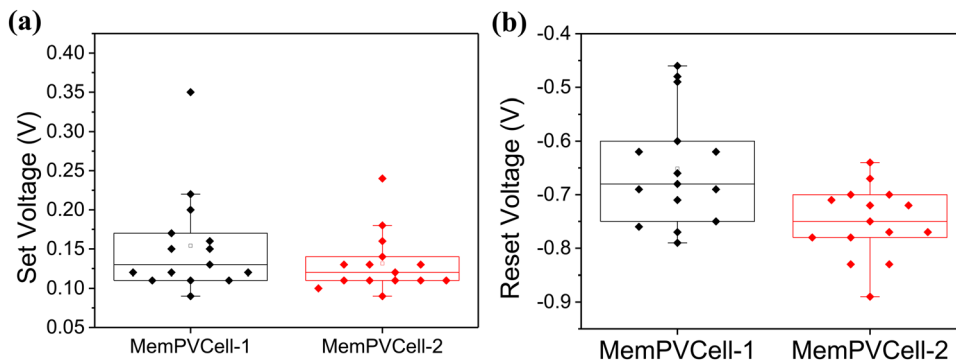 (a)
Set Voltage (V)
0.40
0.35
0.30
0.25
0.20
0.15
0.10
0.05
MemPVCell-1 MemPVCell-2
(b)
Reset Voltage (V)
-0.4
-0.5
-0.6
-0.7
-0.8
-0.9
MemPVCell-1 MemPVCell-2